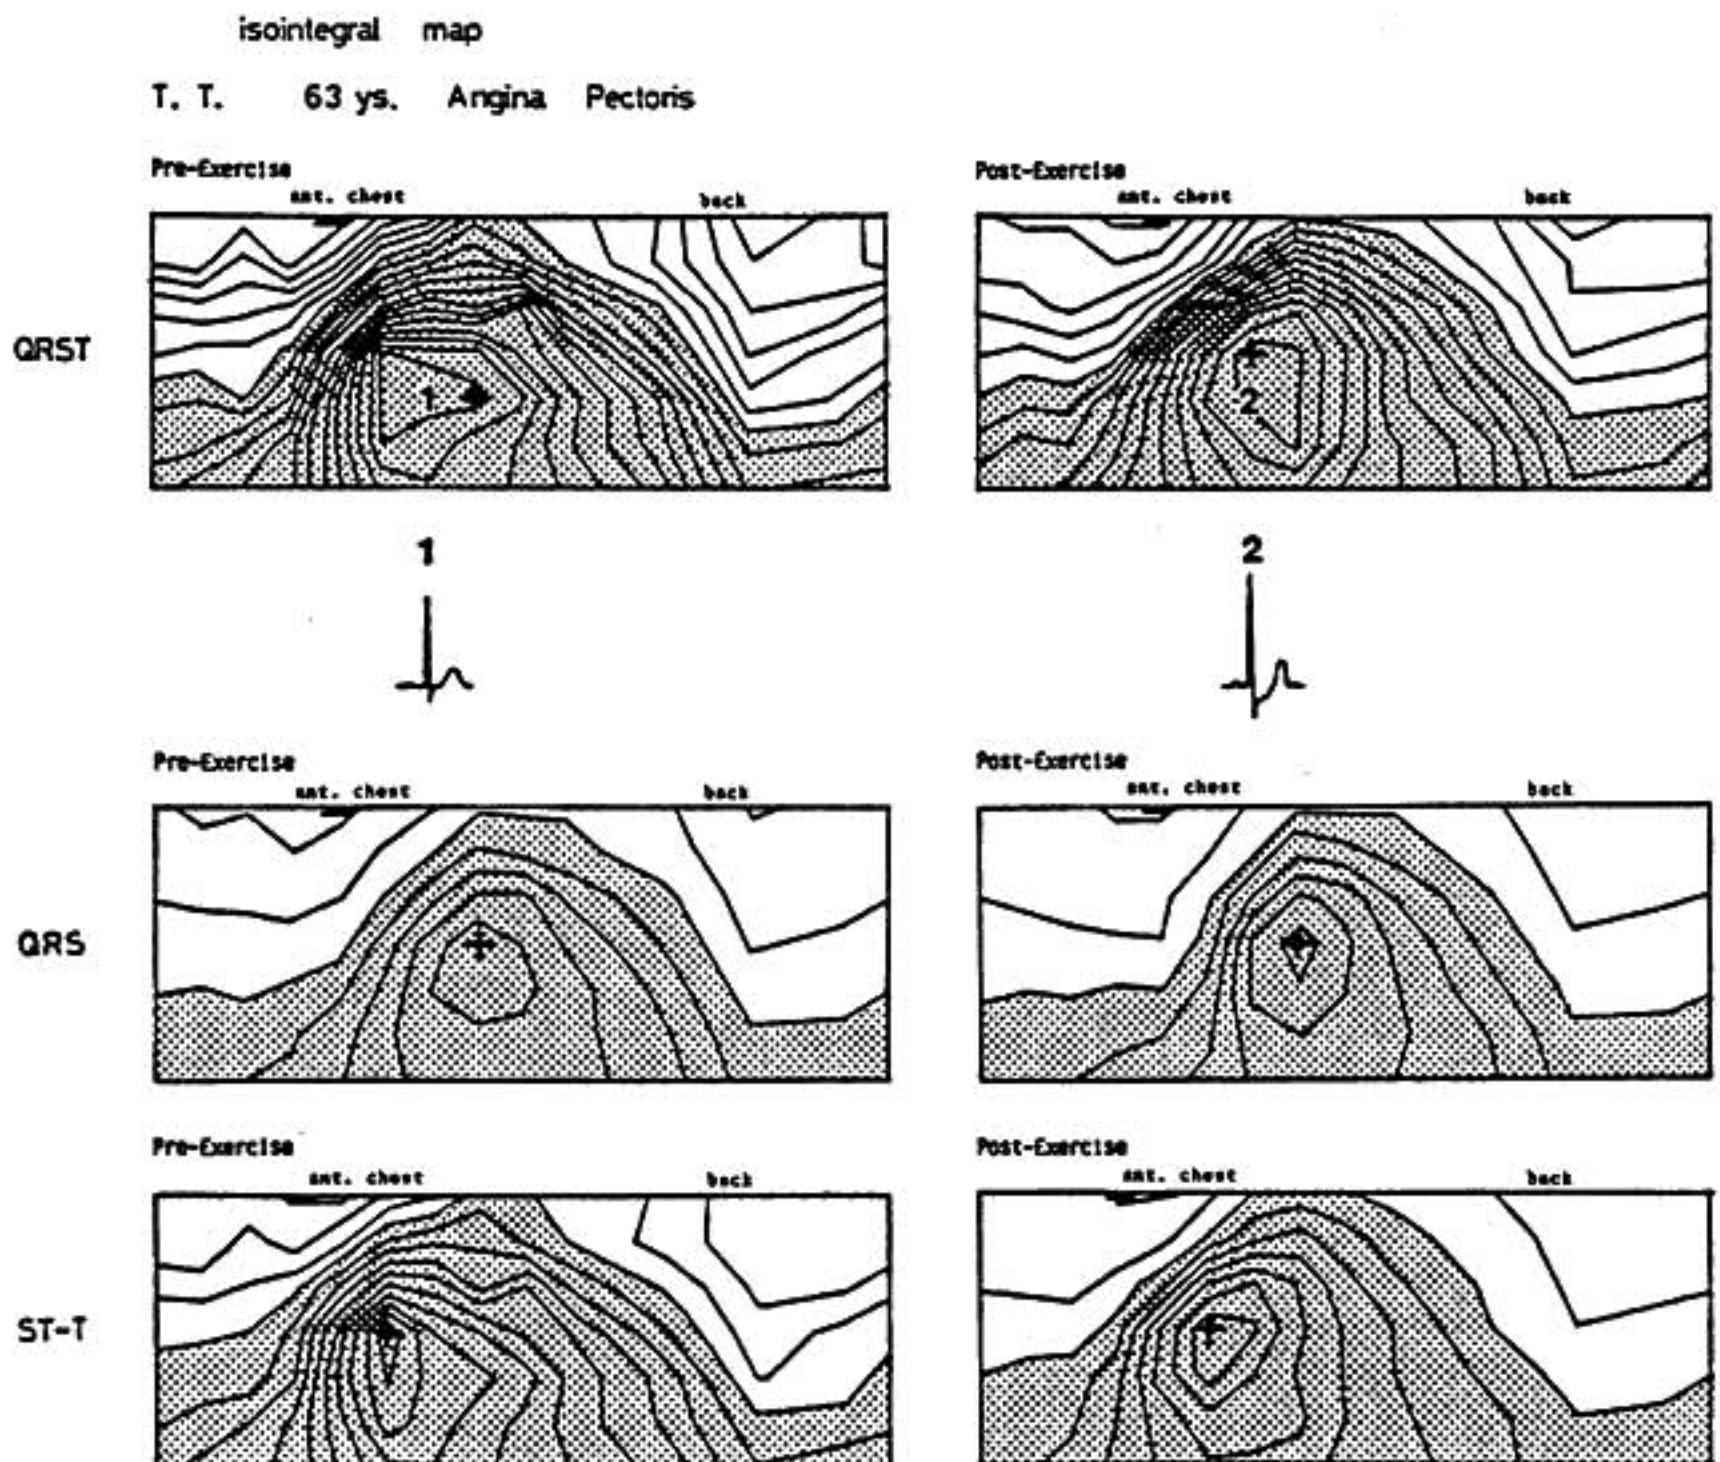 isointegral map
T. T. 63 ys. Angina Pectoris
Pre-Exercise
Post-Exercise
ant. chest back
ant. chest back
QRST
1
2
1
2
Pre-Exercise
Post-Exercise
ant. chest back
ant. chest back
QRS
Pre-Exercise
Post-Exercise
ant. chest back
ant. chest back
ST-T